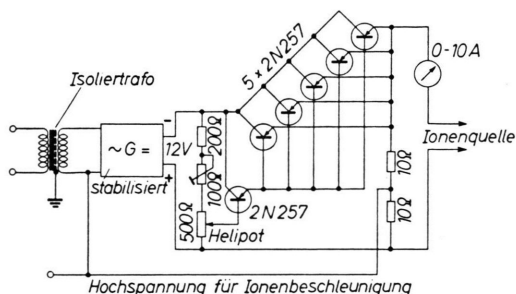 5 x 2N257
0-10A
Isoliertrafo
-
~G=
12V
200Ω
Ionenquelle
stabilisiert
+
100Ω
10Ω
2N257
500Ω
10Ω
Helipot
Hochspannung für Ionenbeschleunigung